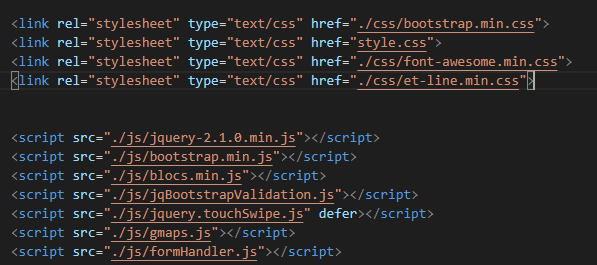 <link rel="stylesheet" type="text/css" href="./css/bootstrap.min.css">
<link rel="stylesheet" type="text/css" href="style.css">
<link rel="stylesheet" type="text/css" href="./css/font-awesome.min.css">
<link rel="stylesheet" type="text/css" href="./css/et-line.min.css">
<script src="./js/jquery-2.1.0.min.js"></script>
<script src="./js/bootstrap.min.js"></script>
<script src="./js/blocs.min.js"></script>
<script src="./js/jqBootstrapValidation.js"></script>
<script src="./js/jquery.touchSwipe.js" defer></script>
<script src="./js/gmaps.js"></script>
<script src="./js/formHandler.js"></script>